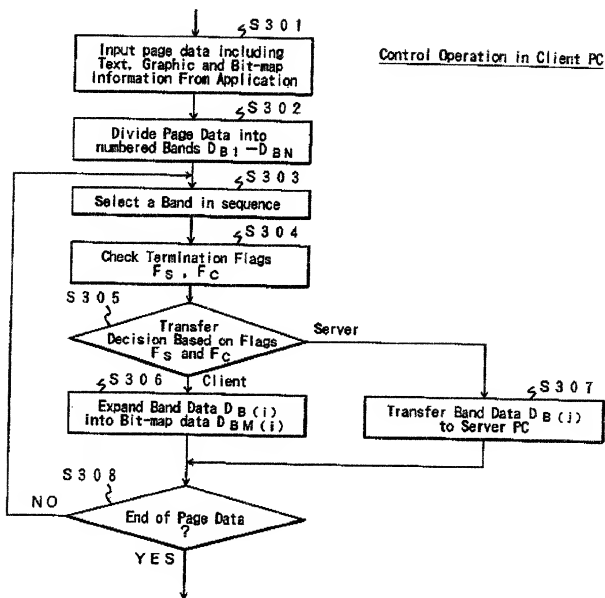 S301
Input page data including
Text, Graphic and Bit-map
Information From Application
Control Operation in Client PC
S302
Divide Page Data into
numbered Bands DB1-DBN
S303
Select a Band in sequence
S304
Check Termination Flags
FS, FC
S305
Transfer
Decision Based on Flags
FS and FC
Server
Client
S306
Expand Band Data DB(i)
into Bit-map data DBM(i)
S307
Transfer Band Data DB(j)
to Server PC
S308
NO
End of Page Data
?
YES